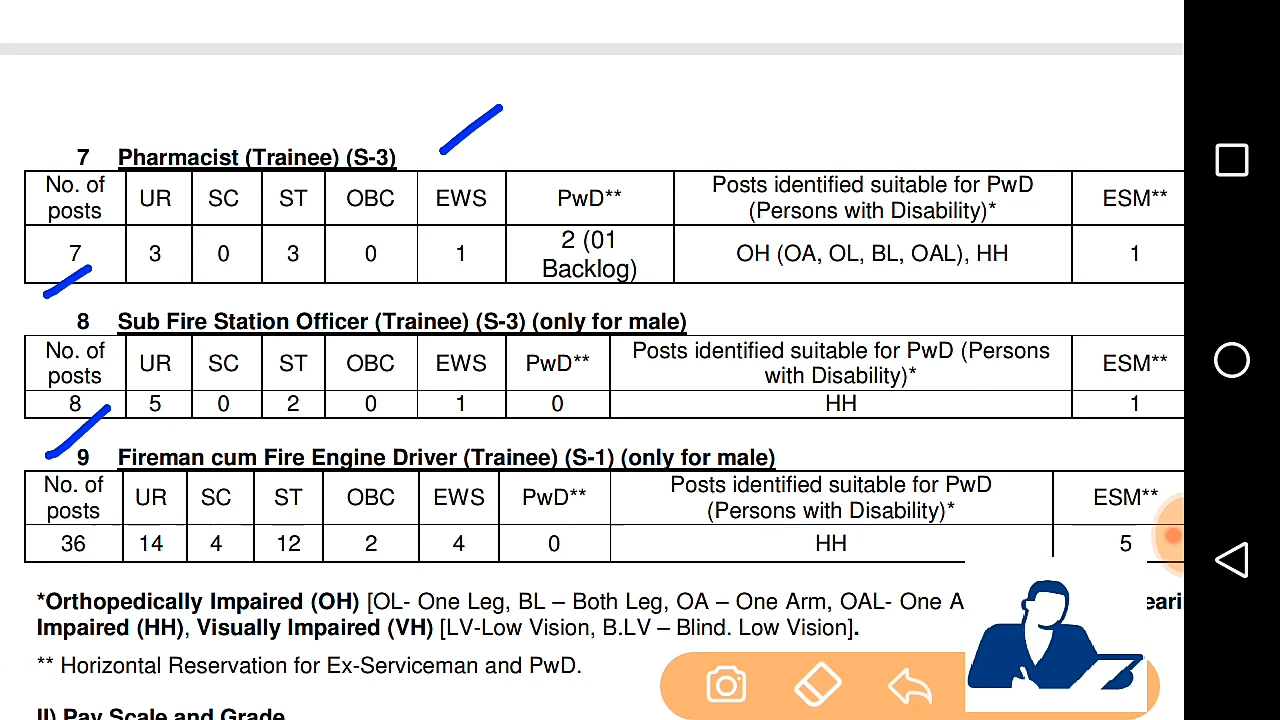 7 Pharmacist (Trainee) (S-3)
No. of posts UR SC ST OBC EWS PwD** Posts identified suitable for PwD (Persons with Disability)* ESM**
7 3 0 3 0 1 2 (01 Backlog) OH (OA, OL, BL, OAL), HH 1
8 Sub Fire Station Officer (Trainee) (S-3) (only for male)
No. of posts UR SC ST OBC EWS PwD** Posts identified suitable for PwD (Persons with Disability)* ESM**
8 5 0 2 0 1 0 HH 1
9 Fireman cum Fire Engine Driver (Trainee) (S-1) (only for male)
No. of posts UR SC ST OBC EWS PwD** Posts identified suitable for PwD (Persons with Disability)* ESM**
36 14 4 12 2 4 0 HH 5
*Orthopedically Impaired (OH) [OL- One Leg, BL – Both Leg, OA – One Arm, OAL- One A
Impaired (HH), Visually Impaired (VH) [LV-Low Vision, B.LV – Blind. Low Vision].
** Horizontal Reservation for Ex-Serviceman and PwD.
II) Pay Scale and Grade